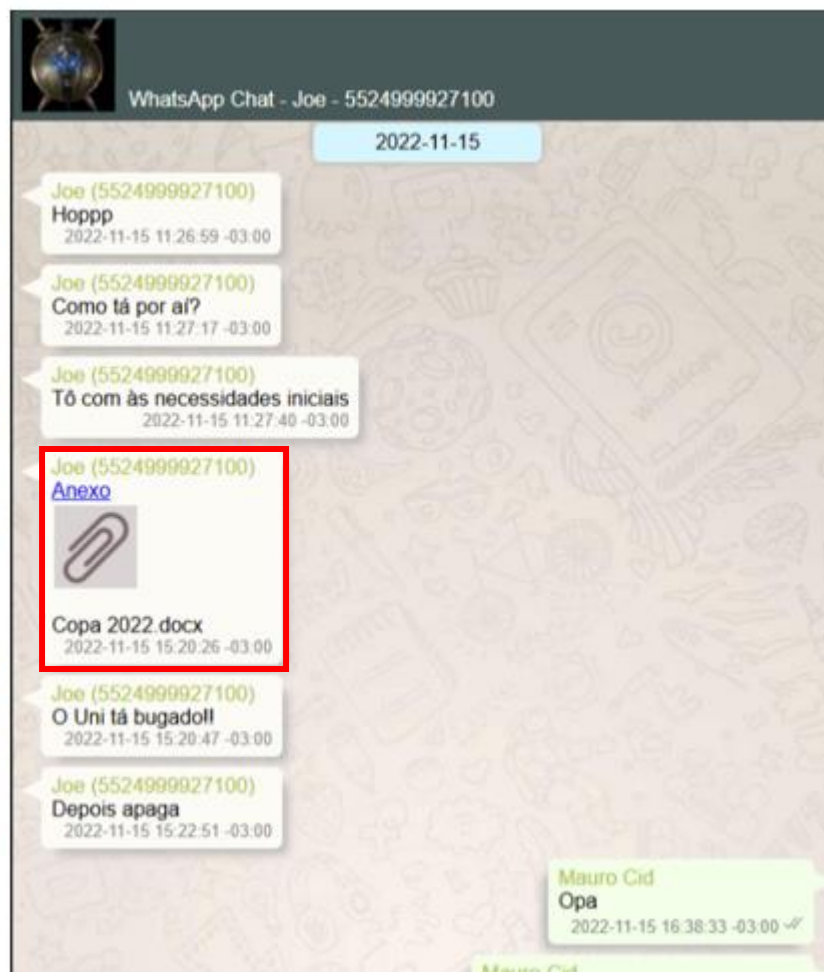 WhatsApp Chat - Joe - 5524999927100
2022-11-15
Joe (5524999927100)
Hoppp
2022-11-15 11:26:59 -03:00
Joe (5524999927100)
Como tá por aí?
2022-11-15 11:27:17 -03:00
Joe (5524999927100)
Tô com às necessidades iniciais
2022-11-15 11:27:40 -03:00
Joe (5524999927100)
Anexo
Copa 2022.docx
2022-11-15 15:20:26 -03:00
Joe (5524999927100)
O Uni tá bugado!!
2022-11-15 15:20:47 -03:00
Joe (5524999927100)
Depois apaga
2022-11-15 15:22:51 -03:00
Mauro Cid
Opa
2022-11-15 16:38:33 -03:00
Mauro Cid